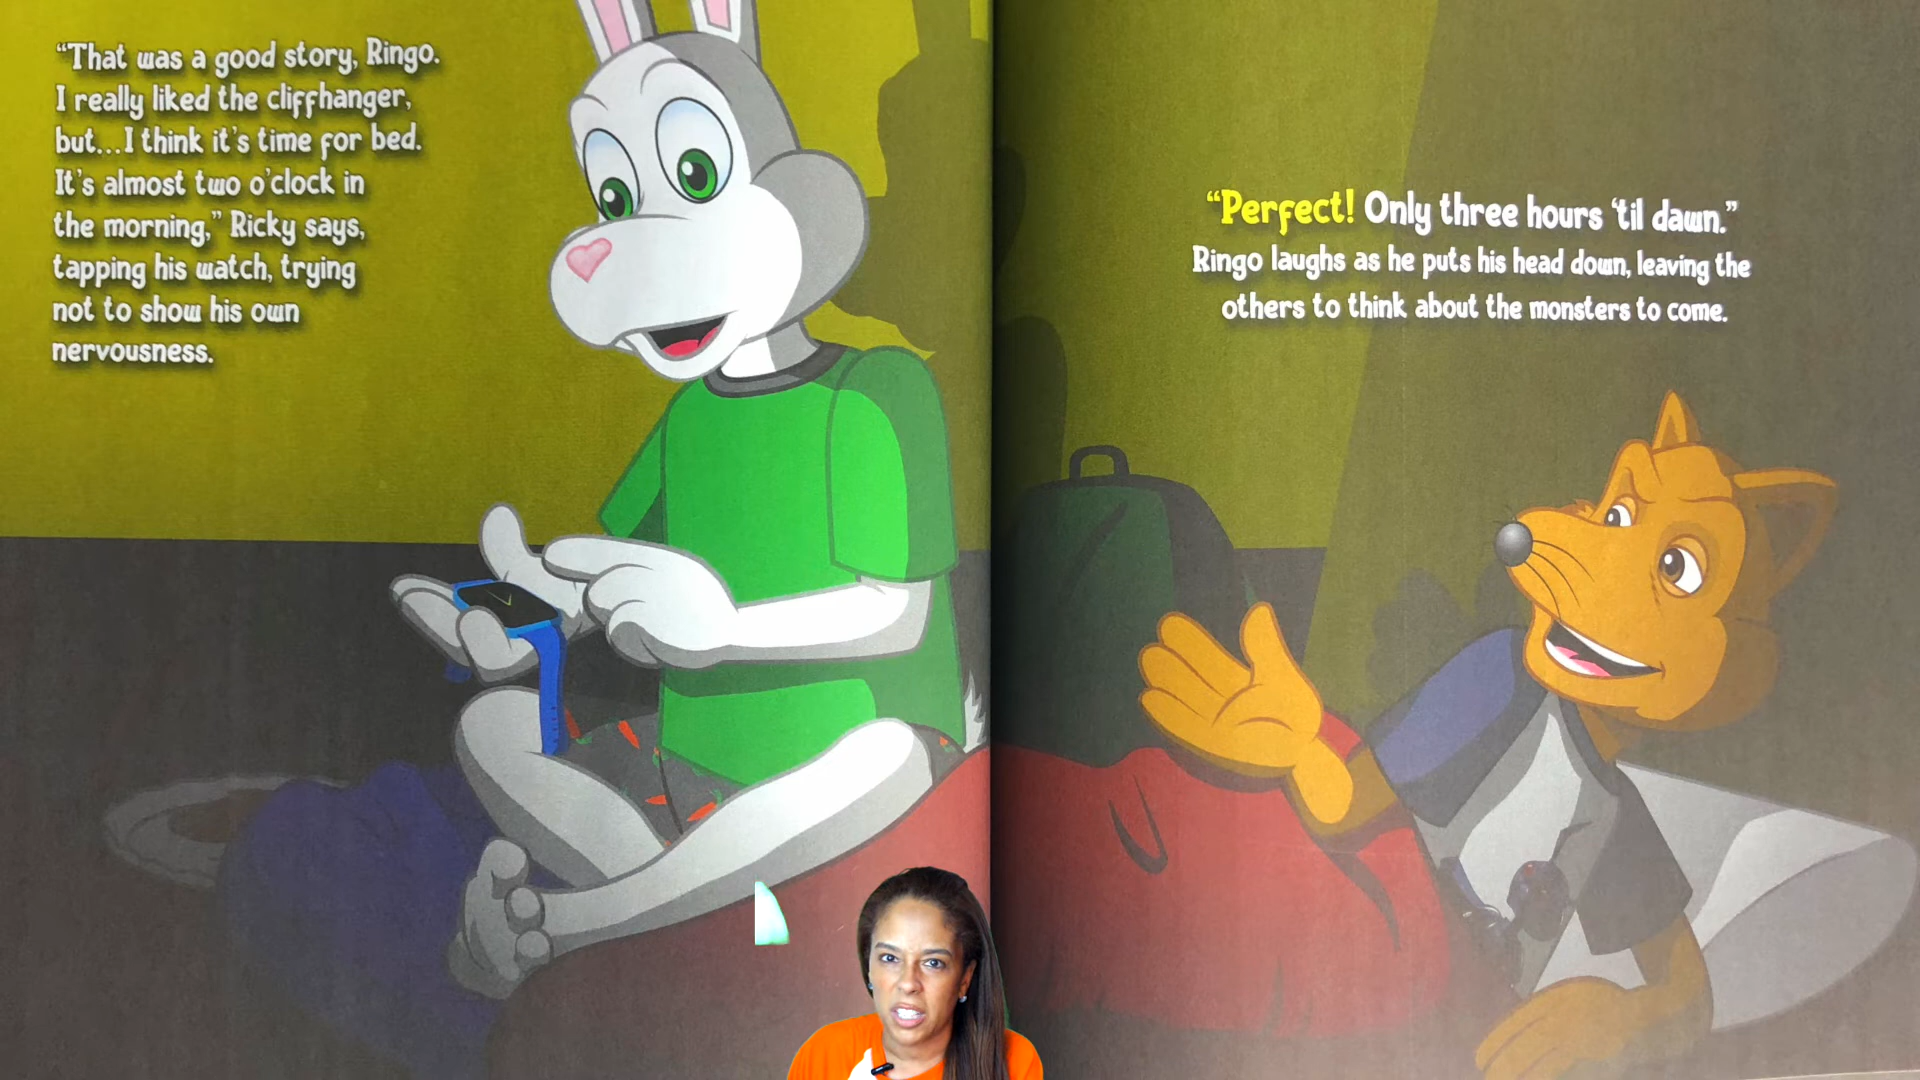 “That was a good story, Ringo.
I really liked the cliffhanger,
but...I think it’s time for bed.
It’s almost two o’clock in
the morning,” Ricky says,
tapping his watch, trying
not to show his own
nervousness.
“Perfect! Only three hours ‘til dawn.”
Ringo laughs as he puts his head down, leaving the
others to think about the monsters to come.